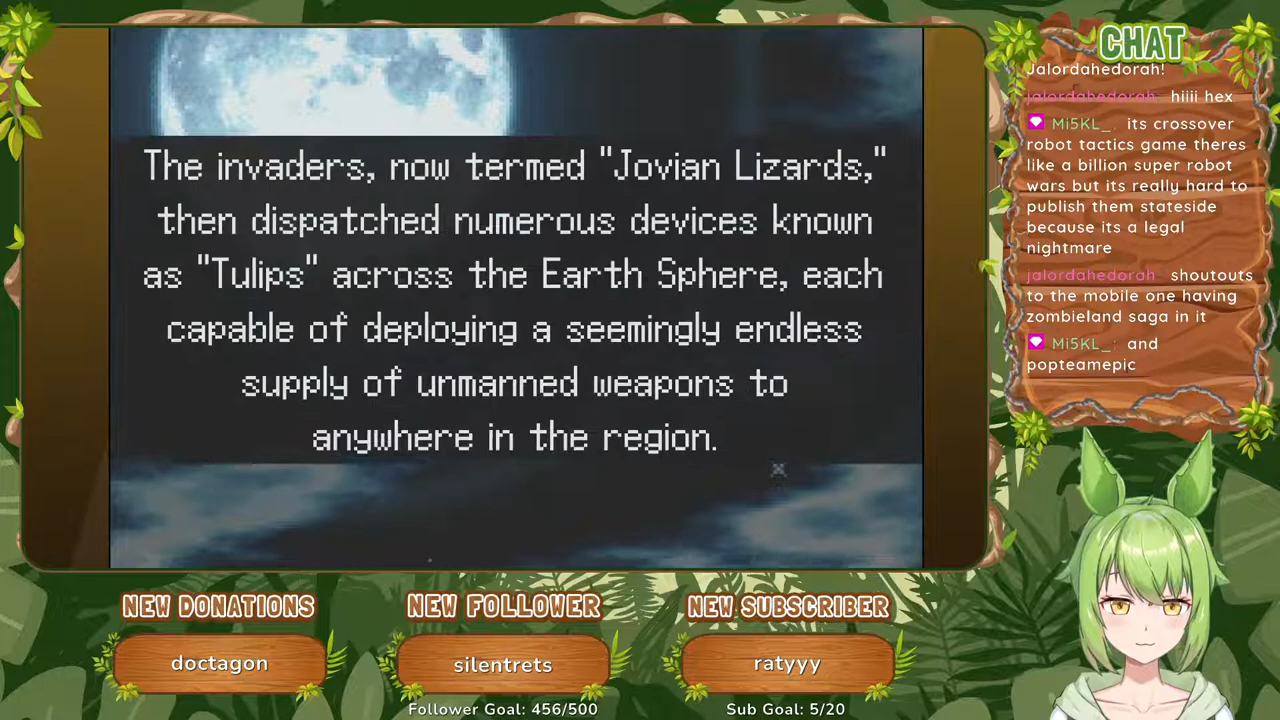 The invaders, now termed "Jovian Lizards,"
then dispatched numerous devices known
as "Tulips" across the Earth Sphere, each
capable of deploying a seemingly endless
supply of unmanned weapons to
anywhere in the region.
CHAT
Jalordahedorah!
jalordahedorah hiiii hex
Mi5KL_: its crossover
robot tactics game theres
like a billion super robot
wars but its really hard to
publish them stateside
because its a legal
nightmare
jalordahedorah shoutouts
to the mobile one having
zombieland saga in it
Mi5KL_: and
popteamepic
NEW DONATIONS
doctagon
NEW FOLLOWER
silentrets
Follower Goal: 456/500
NEW SUBSCRIBER
ratyyy
Sub Goal: 5/20